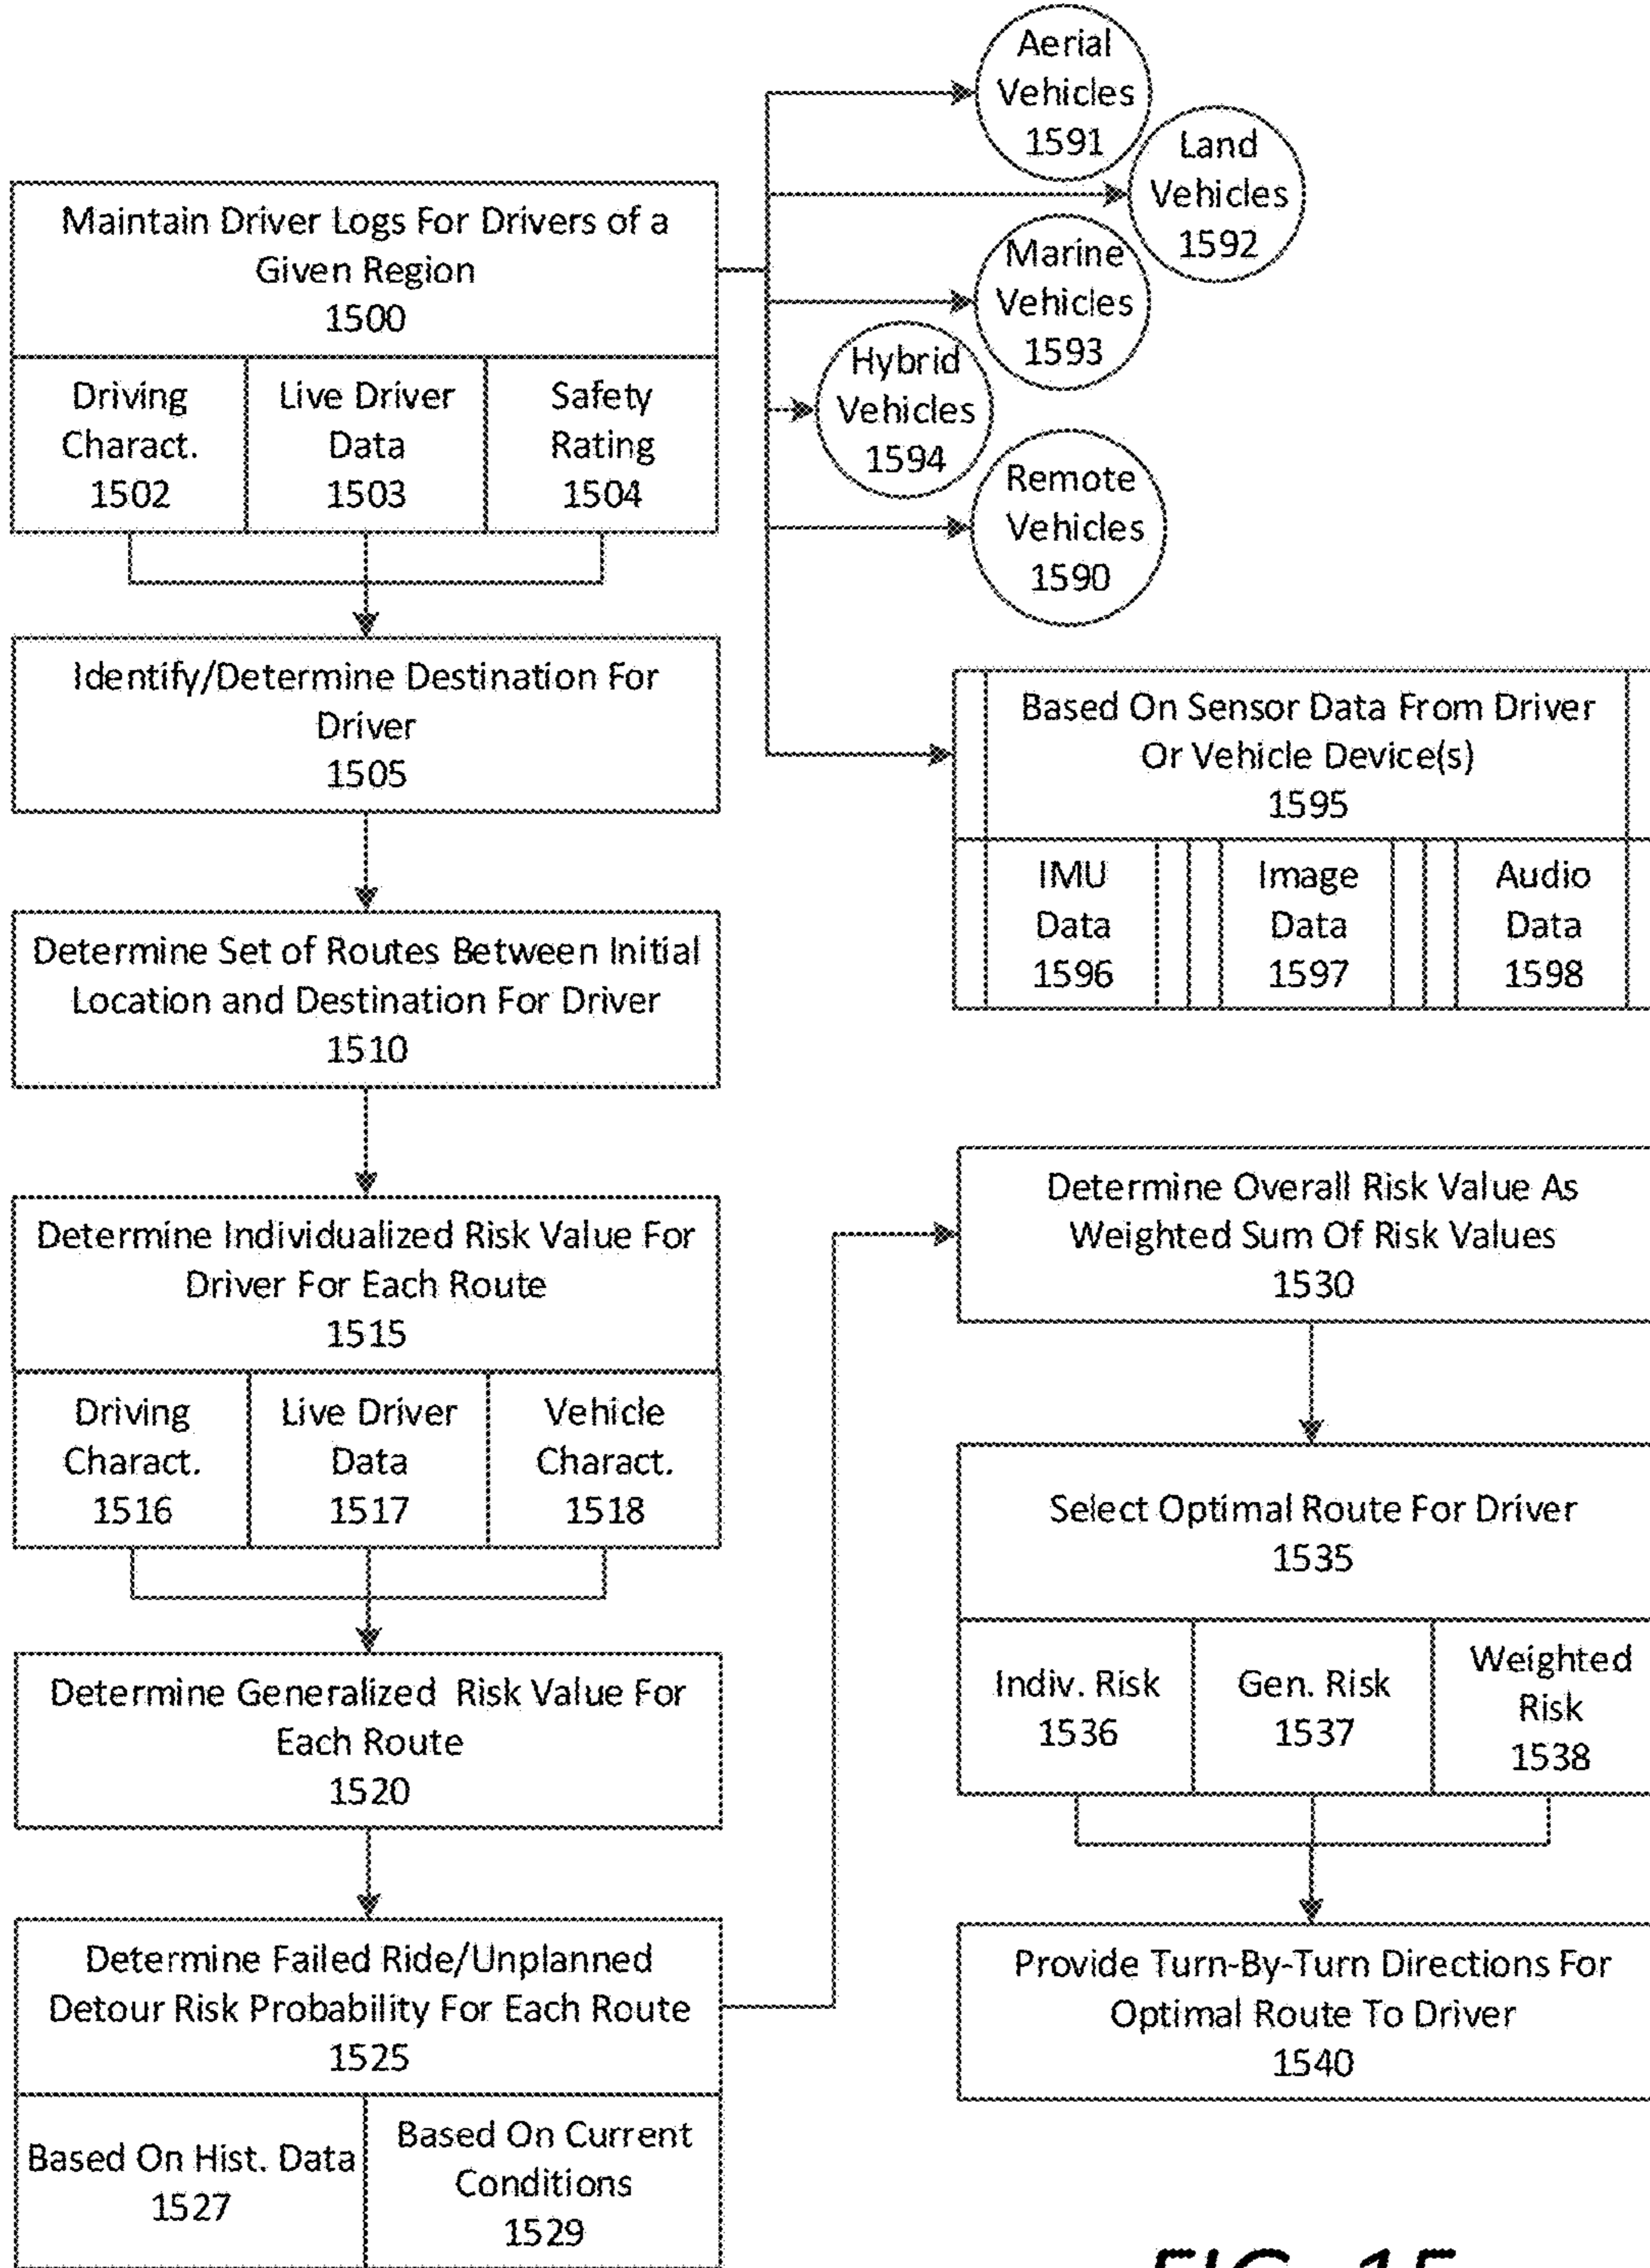 Maintain Driver Logs For Drivers of a
Given Region
1500
Driving
Charact.
1502
Live Driver
Data
1503
Safety
Rating
1504
Aerial
Vehicles
1591
Land
Vehicles
1592
Marine
Vehicles
1593
Hybrid
Vehicles
1594
Remote
Vehicles
1590
Based On Sensor Data From Driver
Or Vehicle Device(s)
1595
IMU
Data
1596
Image
Data
1597
Audio
Data
1598
Identify/Determine Destination For
Driver
1505
Determine Set of Routes Between Initial
Location and Destination For Driver
1510
Determine Individualized Risk Value For
Driver For Each Route
1515
Driving
Charact.
1516
Live Driver
Data
1517
Vehicle
Charact.
1518
Determine Generalized Risk Value For
Each Route
1520
Determine Failed Ride/Unplanned
Detour Risk Probability For Each Route
1525
Based On Hist. Data
1527
Based On Current
Conditions
1529
Determine Overall Risk Value As
Weighted Sum Of Risk Values
1530
Select Optimal Route For Driver
1535
Indiv. Risk
1536
Gen. Risk
1537
Weighted
Risk
1538
Provide Turn-By-Turn Directions For
Optimal Route To Driver
1540
FIG. 15